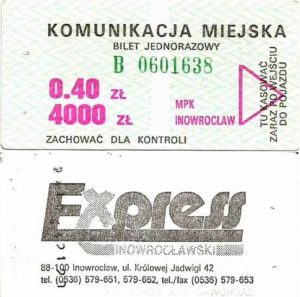 KOMUNIKACJA MIEJSKA
BILET JEDNORAZOWY
B 0601638
0.40 ZŁ
4000 ZŁ
MPK
INOWROCŁAW
TU KASOWAĆ
ZARAZ PO WEJŚCIU
DO POJAZDU
ZACHOWAĆ DLA KONTROLI
Express
INOWROCŁAWSKI
88-100 Inowrocław, ul. Królowej Jadwigi 42
tel. (0536) 579-651, 579-652, tel./fax (0536) 579-653